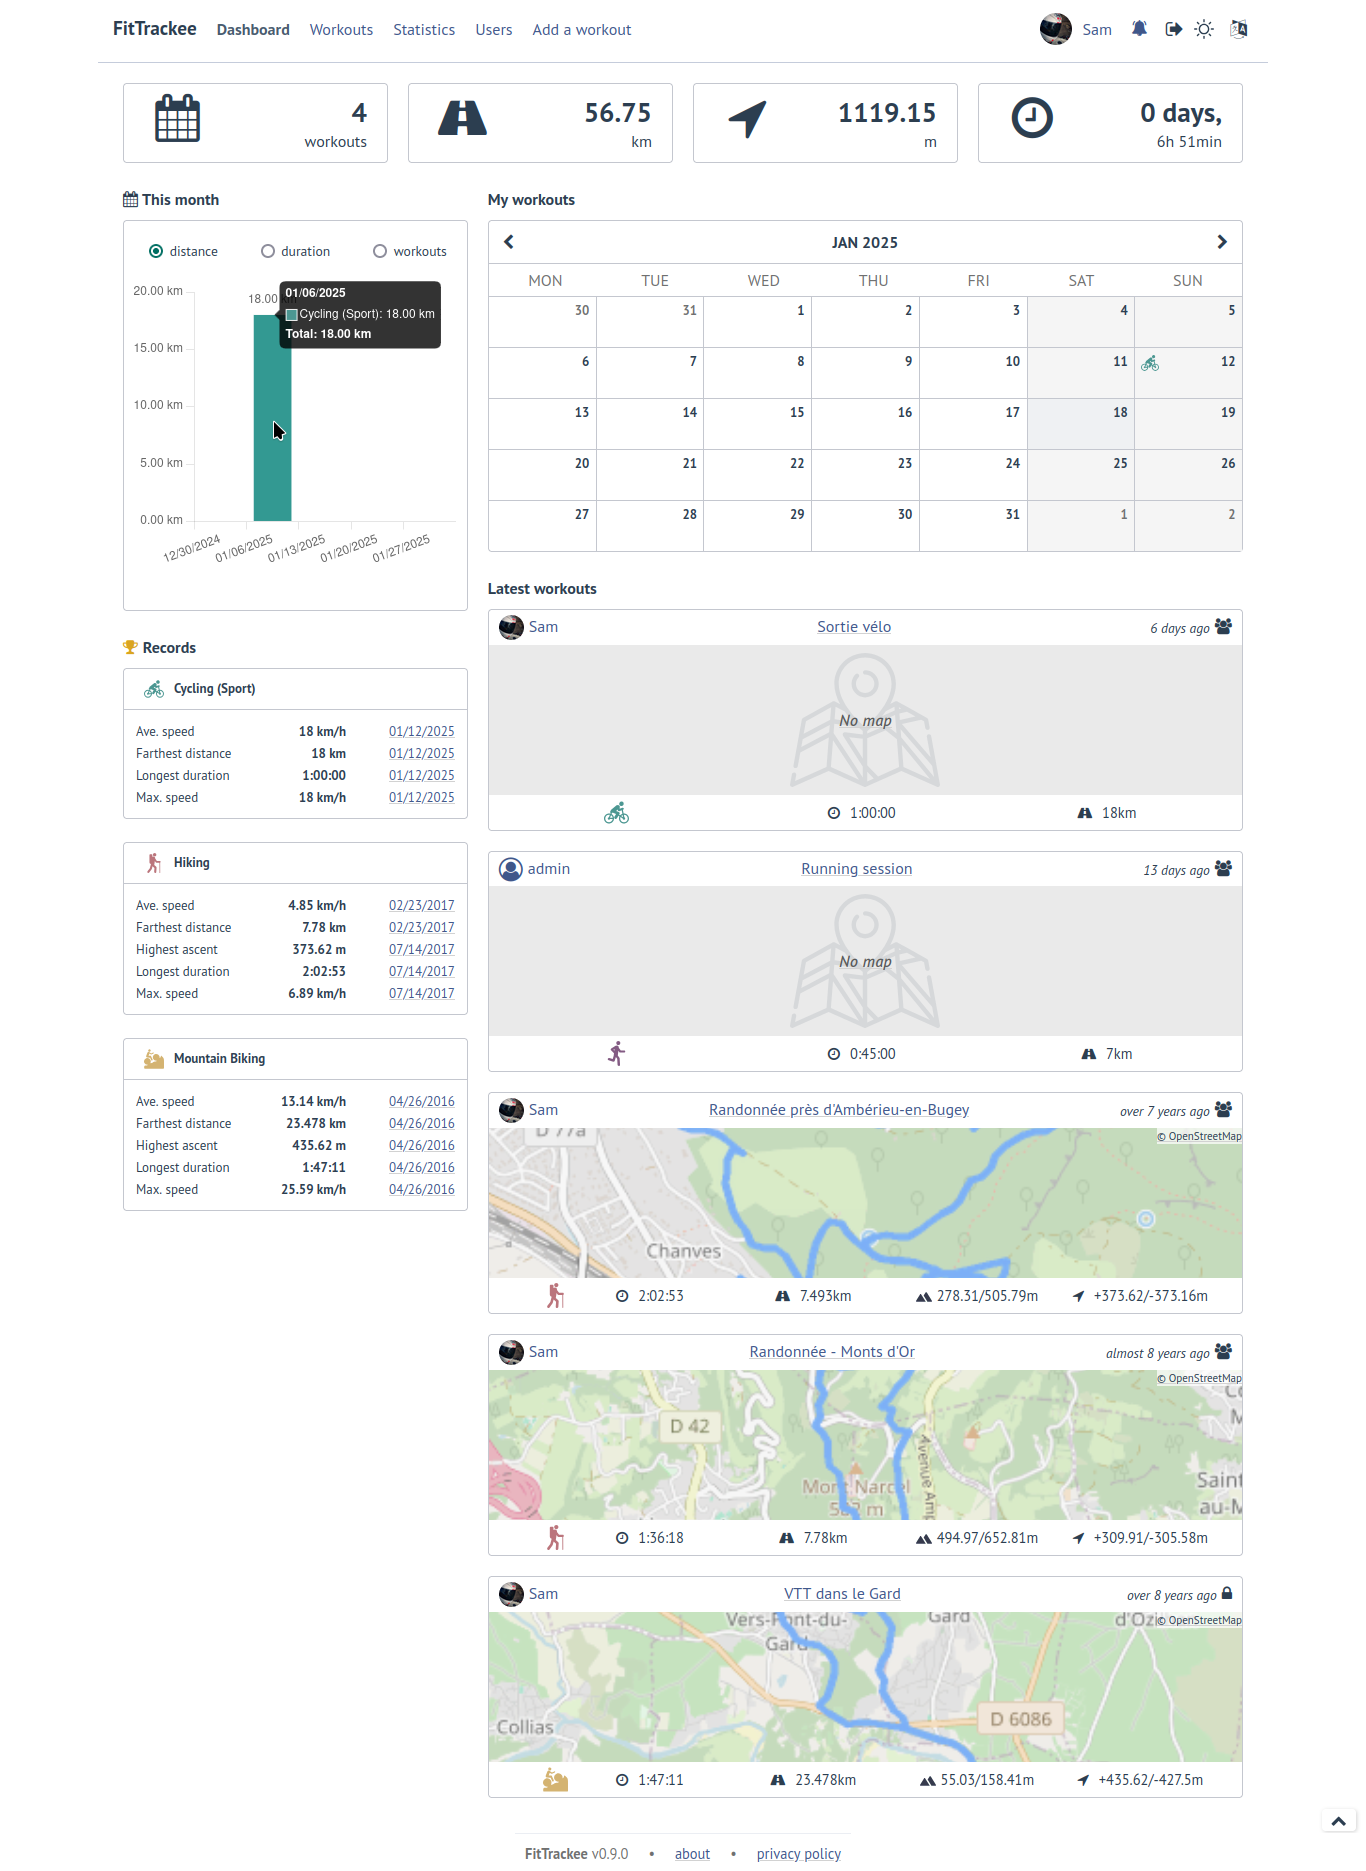 FitTrackee Dashboard Workouts Statistics Users Add a workout Sam
4
workouts
56.75
km
1119.15
m
0 days,
6h 51min
This month
distance duration workouts
20.00 km
15.00 km
10.00 km
5.00 km
0.00 km
18.00
01/06/2025
Cycling (Sport): 18.00 km
Total: 18.00 km
12/30/2024 01/06/2025 01/13/2025 01/20/2025 01/27/2025
Records
Cycling (Sport)
Ave. speed 18 km/h 01/12/2025
Farthest distance 18 km 01/12/2025
Longest duration 1:00:00 01/12/2025
Max. speed 18 km/h 01/12/2025
Hiking
Ave. speed 4.85 km/h 02/23/2017
Farthest distance 7.78 km 02/23/2017
Highest ascent 373.62 m 07/14/2017
Longest duration 2:02:53 07/14/2017
Max. speed 6.89 km/h 07/14/2017
Mountain Biking
Ave. speed 13.14 km/h 04/26/2016
Farthest distance 23.478 km 04/26/2016
Highest ascent 435.62 m 04/26/2016
Longest duration 1:47:11 04/26/2016
Max. speed 25.59 km/h 04/26/2016
My workouts
JAN 2025
MON TUE WED THU FRI SAT SUN
30 31 1 2 3 4 5
6 7 8 9 10 11 12
13 14 15 16 17 18 19
20 21 22 23 24 25 26
27 28 29 30 31 1 2
Latest workouts
Sam Sortie vélo 6 days ago
No map
1:00:00 18km
admin Running session 13 days ago
No map
0:45:00 7km
Sam Randonnée près d'Ambérieu-en-Bugey over 7 years ago
© OpenStreetMap
D 77a
Chanves
2:02:53 7.493km 278.31/505.79m +373.62/-373.16m
Sam Randonnée - Monts d'Or almost 8 years ago
© OpenStreetMap
D 42
Avenue
Mont
m
Saint
au-M
1:36:18 7.78km 494.97/652.81m +309.91/-305.58m
Sam VTT dans le Gard over 8 years ago
© OpenStreetMap
Vers-Pont-du-
Gard
Gard
D 6086
Collias
1:47:11 23.478km 55.03/158.41m +435.62/-427.5m
FitTrackee v0.9.0 • about • privacy policy